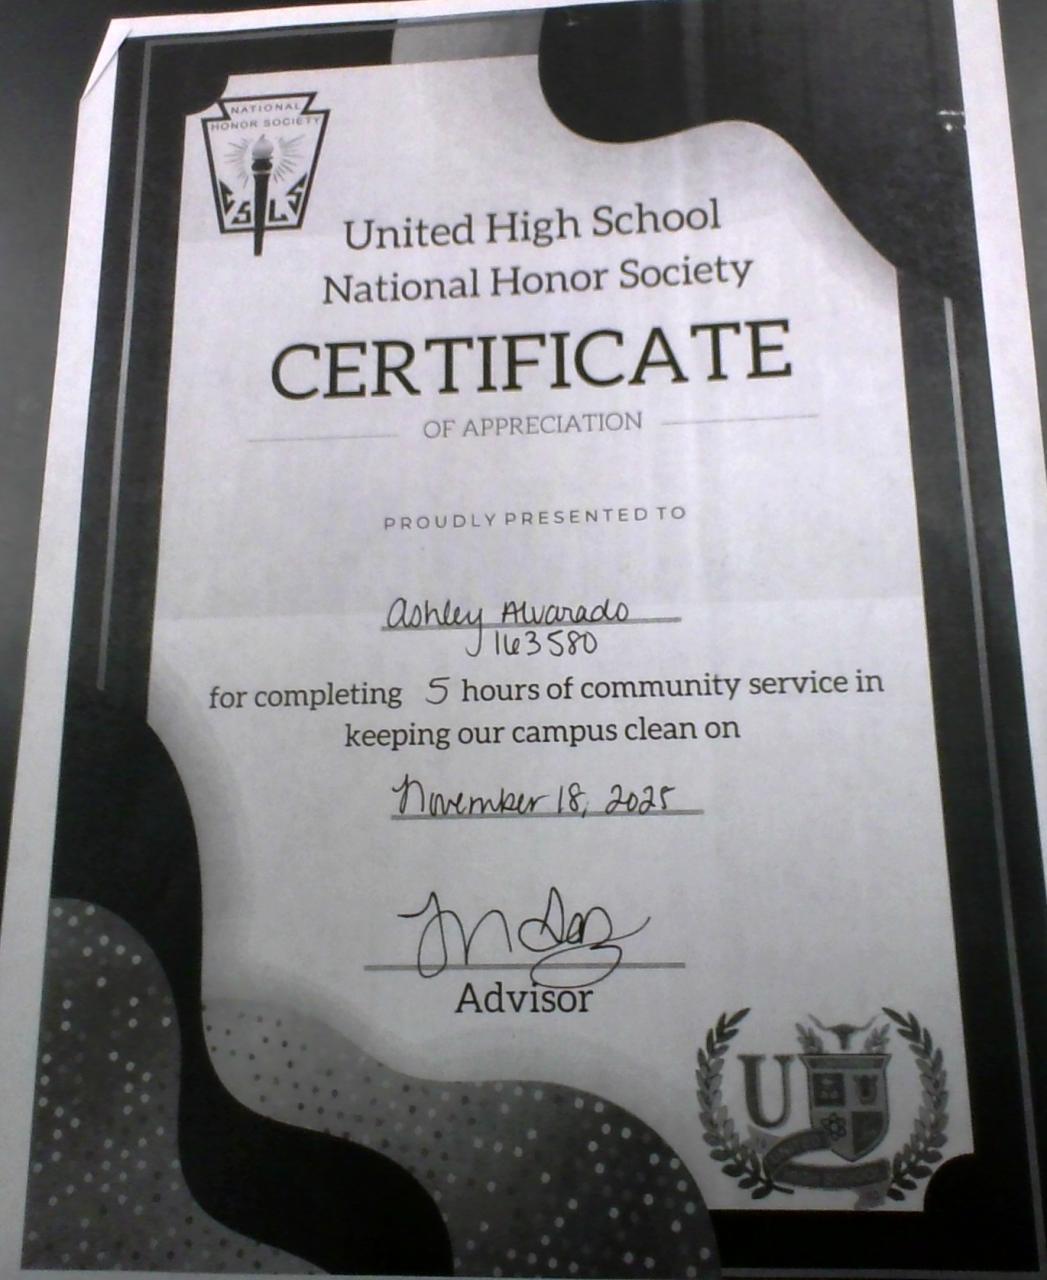 NATIONAL
HONOR SOCIETY
S L S
United High School
National Honor Society
CERTIFICATE
OF APPRECIATION
PROUDLY PRESENTED TO
Ashley Alvarado
163580
for completing 5 hours of community service in
keeping our campus clean on
November 18, 2025
Advisor
U